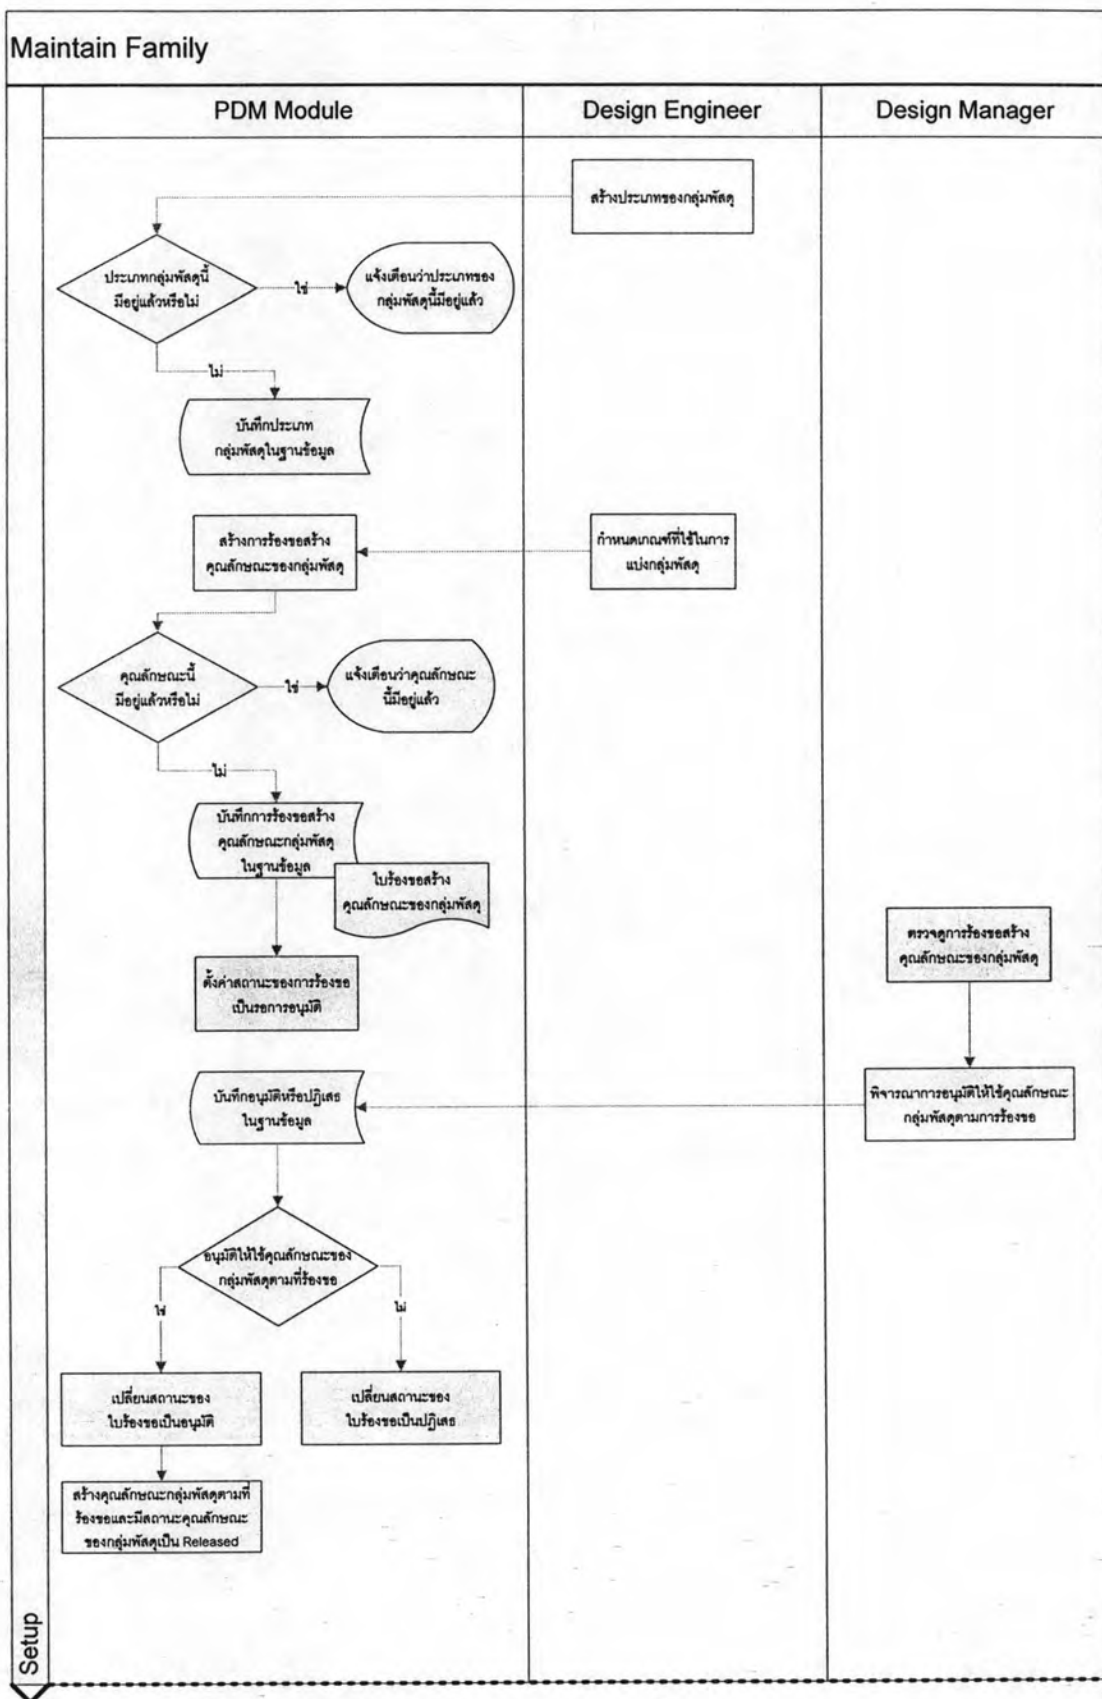 Maintain Family
PDM Module
Design Engineer
Design Manager
สร้างประเภทของกลุ่มพัสดุ
ประเภทกลุ่มพัสดุนี้
มีอยู่แล้วหรือไม่
ใช่
แจ้งเตือนว่าประเภทของ
กลุ่มพัสดุนี้มีอยู่แล้ว
ไม่
บันทึกประเภท
กลุ่มพัสดุในฐานข้อมูล
สร้างการร้องขอสร้าง
คุณลักษณะของกลุ่มพัสดุ
กำหนดเกณฑ์ที่ใช้ในการ
แบ่งกลุ่มพัสดุ
คุณลักษณะนี้
มีอยู่แล้วหรือไม่
ใช่
แจ้งเตือนว่าคุณลักษณะ
นี้มีอยู่แล้ว
ไม่
บันทึกการร้องขอสร้าง
คุณลักษณะกลุ่มพัสดุ
ในฐานข้อมูล
ใบร้องขอสร้าง
คุณลักษณะของกลุ่มพัสดุ
ตรวจดูการร้องขอสร้าง
คุณลักษณะของกลุ่มพัสดุ
ตั้งค่าสถานะของการร้องขอ
เป็นรอการอนุมัติ
บันทึกอนุมัติหรือปฏิเสธ
ในฐานข้อมูล
พิจารณาการอนุมัติให้ใช้คุณลักษณะ
กลุ่มพัสดุตามการร้องขอ
อนุมัติให้ใช้คุณลักษณะของ
กลุ่มพัสดุตามที่ร้องขอ
ใช่
ไม่
เปลี่ยนสถานะของ
ใบร้องขอเป็นอนุมัติ
เปลี่ยนสถานะของ
ใบร้องขอเป็นปฏิเสธ
สร้างคุณลักษณะกลุ่มพัสดุตามที่
ร้องขอและมีสถานะคุณลักษณะ
ของกลุ่มพัสดุเป็น Released
Setup